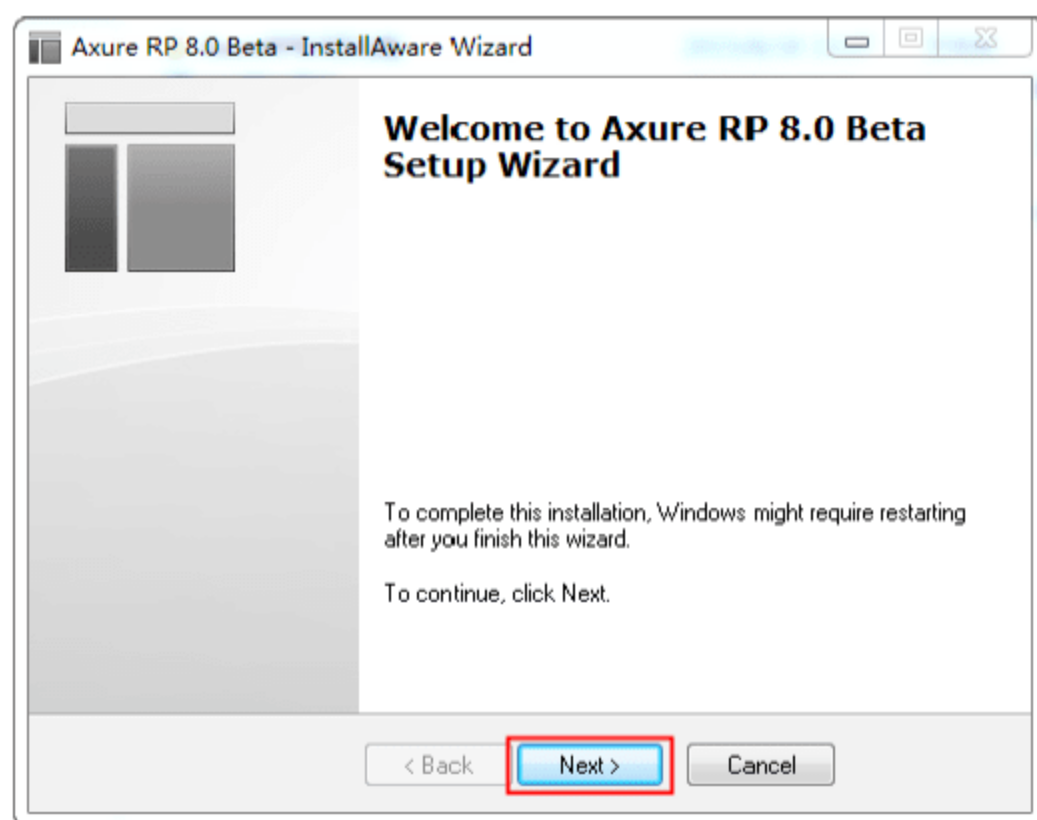 Axure RP 8.0 Beta - InstallAware Wizard
Welcome to Axure RP 8.0 Beta
Setup Wizard
To complete this installation, Windows might require restarting
after you finish this wizard.
To continue, click Next.
< Back Next > Cancel